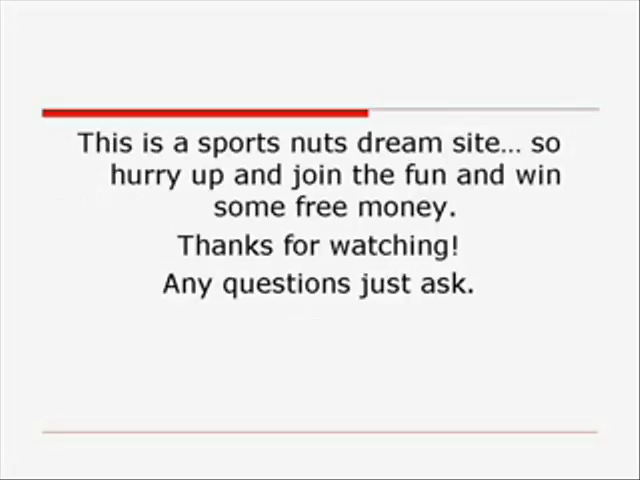 This is a sports nuts dream site... so
hurry up and join the fun and win
some free money.
Thanks for watching!
Any questions just ask.